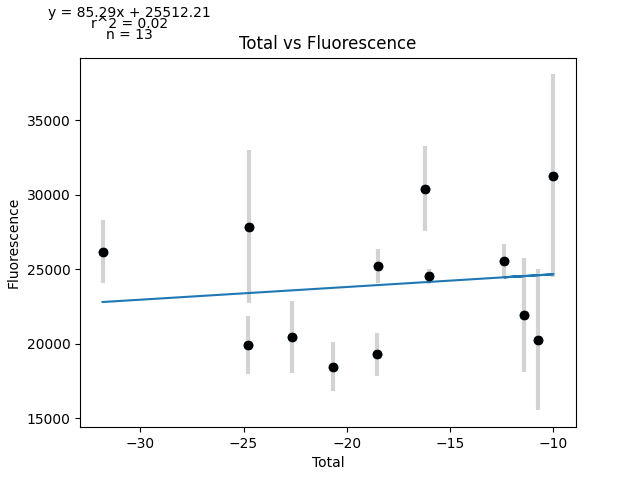 y = 85.29x + 25512.21
r^2 = 0.02
n = 13
Total vs Fluorescence
35000
30000
25000
20000
15000
Fluorescence
−30
−25
−20
−15
−10
Total